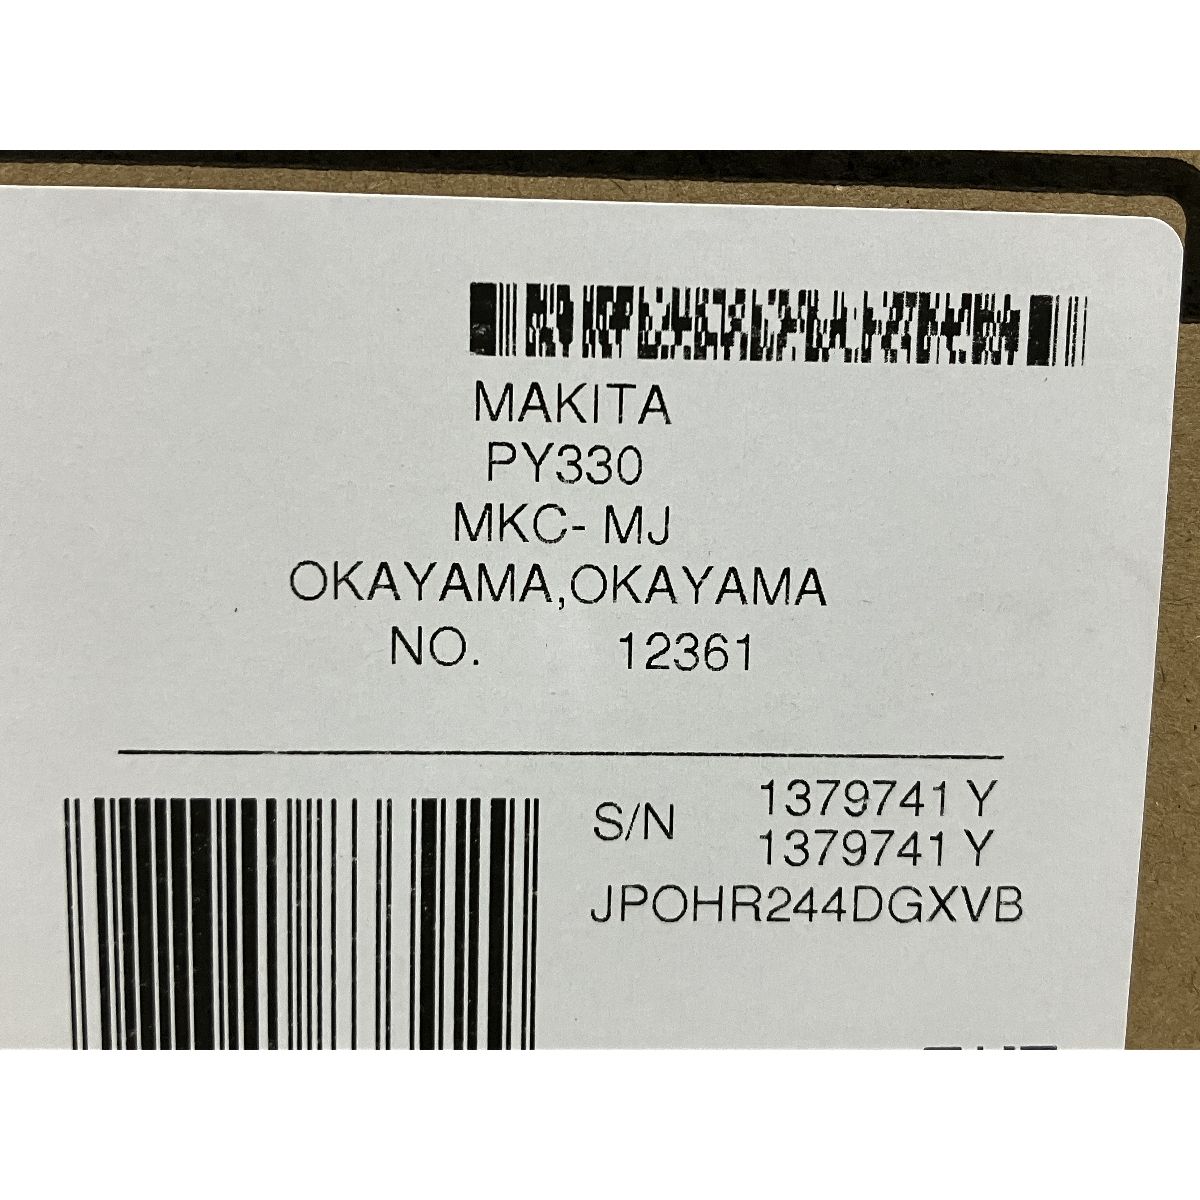 MAKITA
PY330
MKC- MJ
OKAYAMA,OKAYAMA
NO. 12361
S/N 1379741 Y
1379741 Y
JPOHR244DGXVB